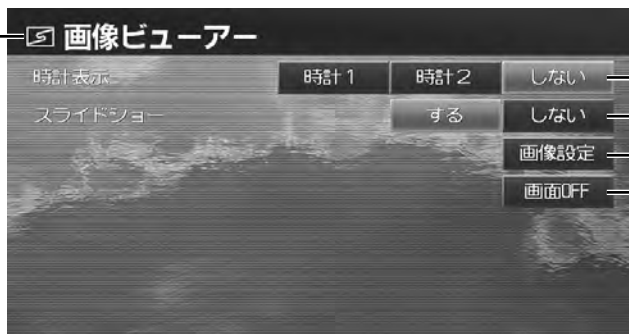 画像ビューアー
時計表示 時計1 時計2 しない
スライドショー する しない
画像設定
画面OFF